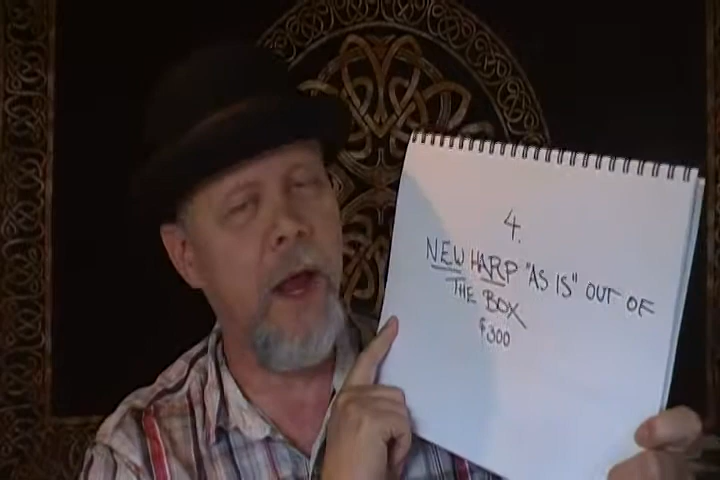 4.
NEW HARP "AS IS" OUT OF
THE BOX
$300